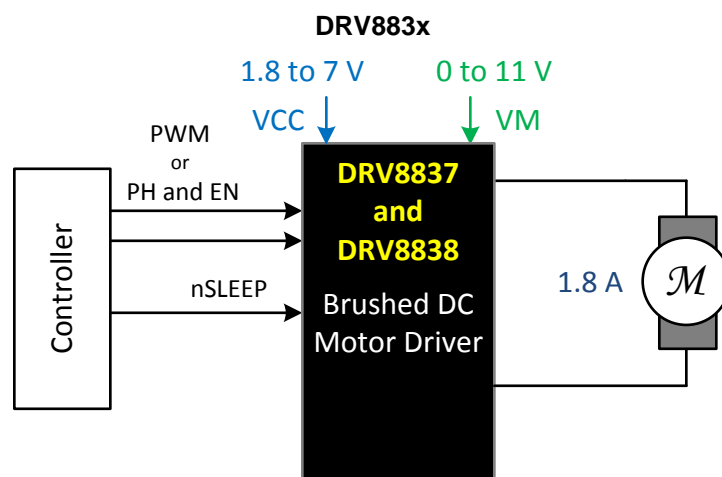 DRV883x
1.8 to 7 V
0 to 11 V
VCC
VM
PWM
or
PH and EN
nSLEEP
Controller
DRV8837
and
DRV8838
Brushed DC
Motor Driver
1.8 A
M